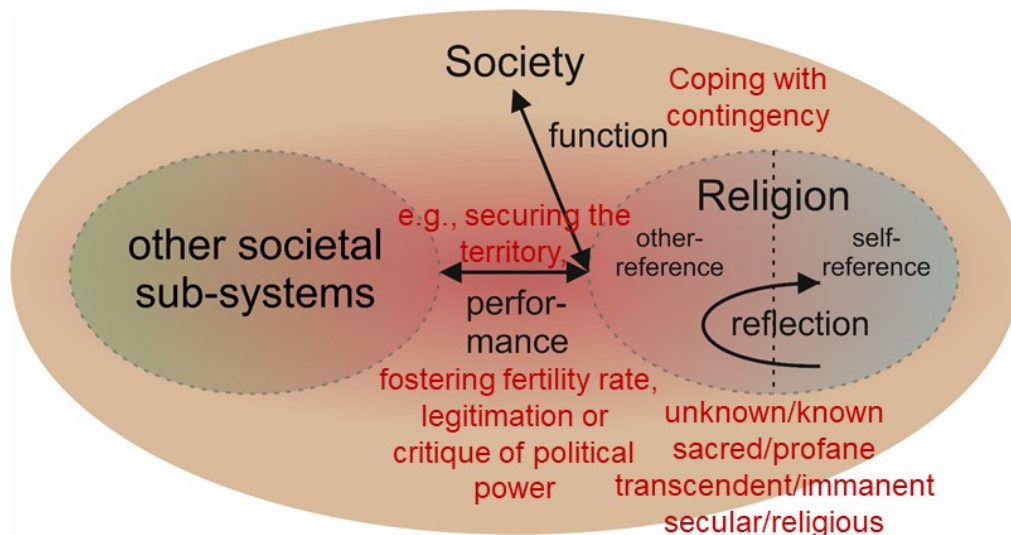 Society
Coping with
contingency
function
Religion
e.g., securing the
territory,
other societal
sub-systems
other-
reference
self-
reference
perfor-
mance
reflection
fostering fertility rate,
legitimation or
critique of political
power
unknown/known
sacred/profane
transcendent/immanent
secular/religious